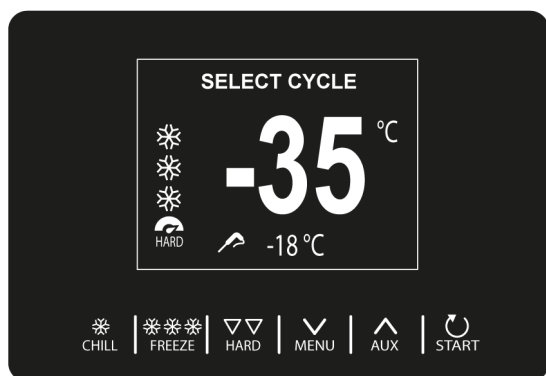 SELECT CYCLE
-35 °C
HARD
-18 °C
CHILL
FREEZE
HARD
MENU
AUX
START